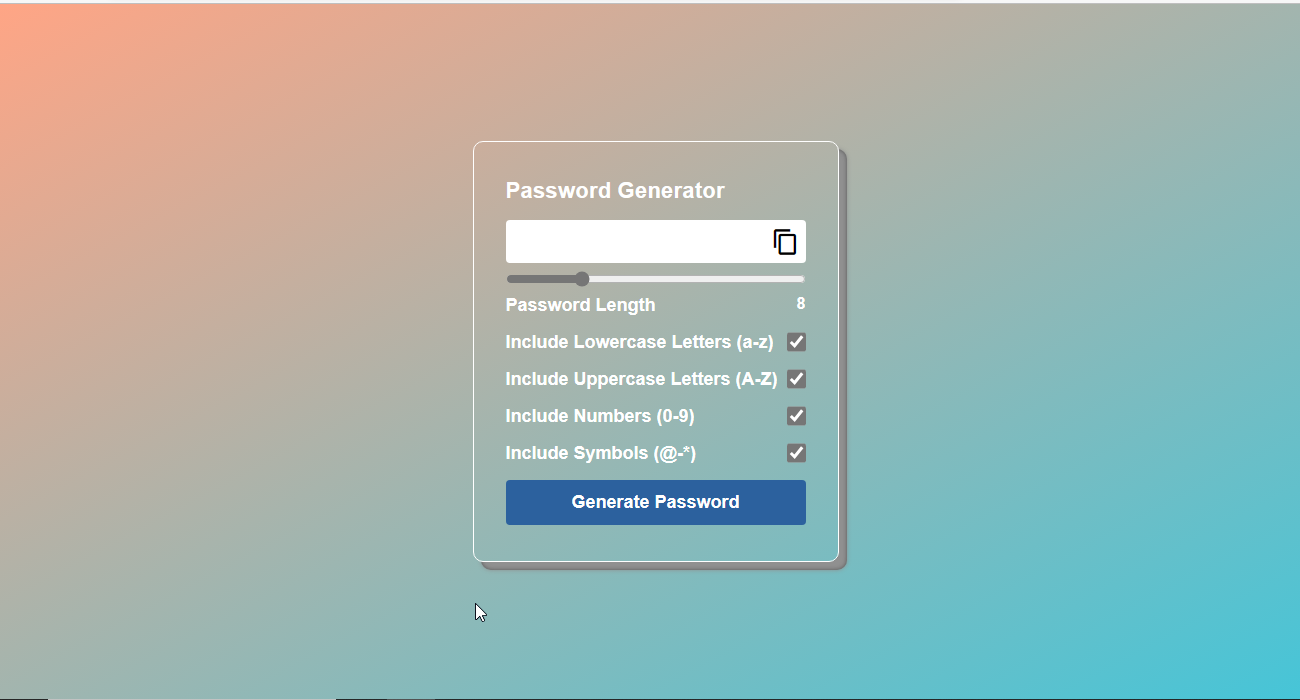 Password Generator
Password Length 8
Include Lowercase Letters (a-z)
Include Uppercase Letters (A-Z)
Include Numbers (0-9)
Include Symbols (@-*)
Generate Password